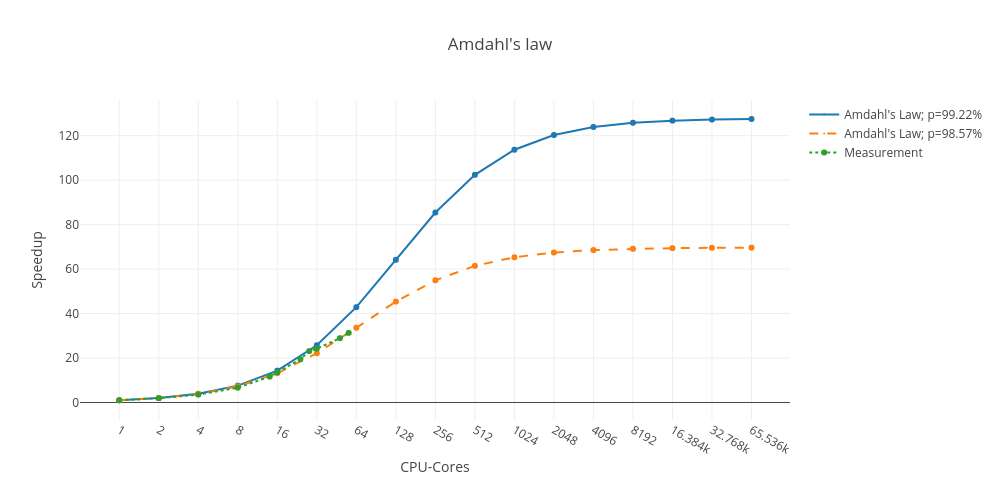 Amdahl's law
Amdahl's Law; p=99.22%
Amdahl's Law; p=98.57%
Measurement
Speedup
120
100
80
60
40
20
0
1
2
4
8
16
32
64
128
256
512
1024
2048
4096
8192
16.384k
32.768k
65.536k
CPU-Cores